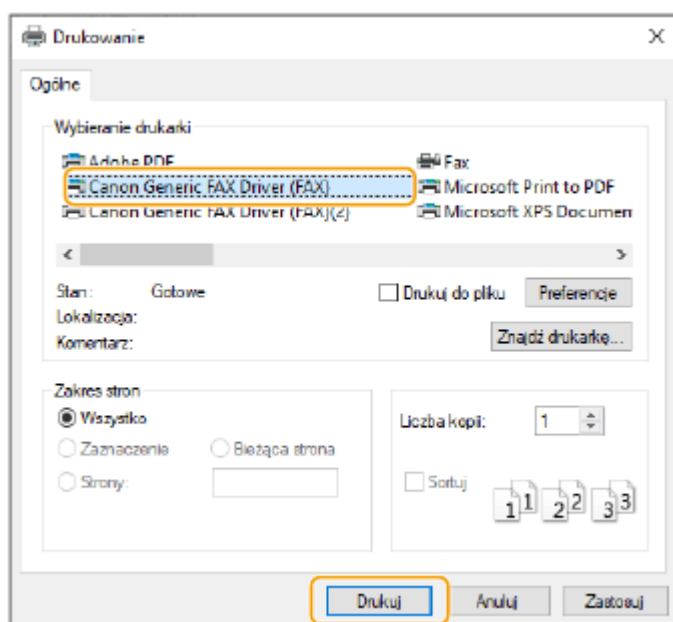 Drukowanie
Ogólne
Wybieranie drukarki
Adobe PDF
Fax
Canon Generic FAX Driver (FAX)
Microsoft Print to PDF
Canon Generic FAX Driver (FAX)(2)
Microsoft XPS Documen
Stan: Gotowe
Drukuj do pliku
Preferencje
Lokalizacja:
Komentarz:
Znajdź drukarkę...
Zakres stron
Wszystko
Liczba kopii: 1
Zaznaczenie
Bieżąca strona
Strony:
Sortuj
1 1 2 2 3 3
Drukuj
Anuluj
Zastosuj